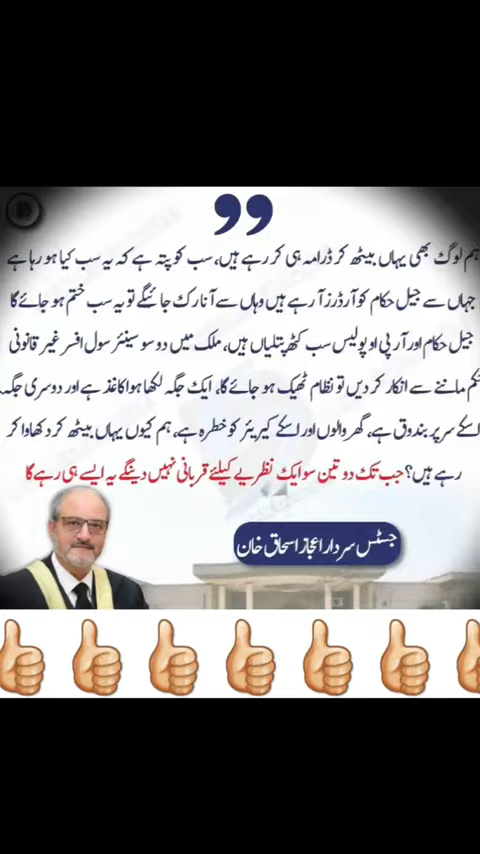 ہم لوگ بھی یہاں بیٹھ کر ڈرامہ ہی کر رہے ہیں، سب کو پتہ ہے کہ یہ سب کیا ہو رہا ہے
جہاں سے جیل حکام کو آرڈرز آ رہے ہیں وہاں سے آنا رک جائینگے تو یہ سب ختم ہو جائے گا
جیل حکام اور آر پی او پولیس سب کٹھ پتلیاں ہیں، ملک میں دو سو سینئر سول افسر غیر قانونی
حکم ماننے سے انکار کر دیں تو نظام ٹھیک ہو جائے گا، ایک جگہ لکھا ہوا کاغذ ہے اور دوسری جگہ
اسکے سر پر بندوق ہے، گھر والوں اور اسکے کیریئر کو خطرہ ہے، ہم کیوں یہاں بیٹھ کر دکھاوا کر
رہے ہیں؟ جب تک دو تین سو ایک نظریے کیلئے قربانی نہیں دینگے یہ ایسے ہی رہے گا
جسٹس سردار اعجاز اسحاق خان